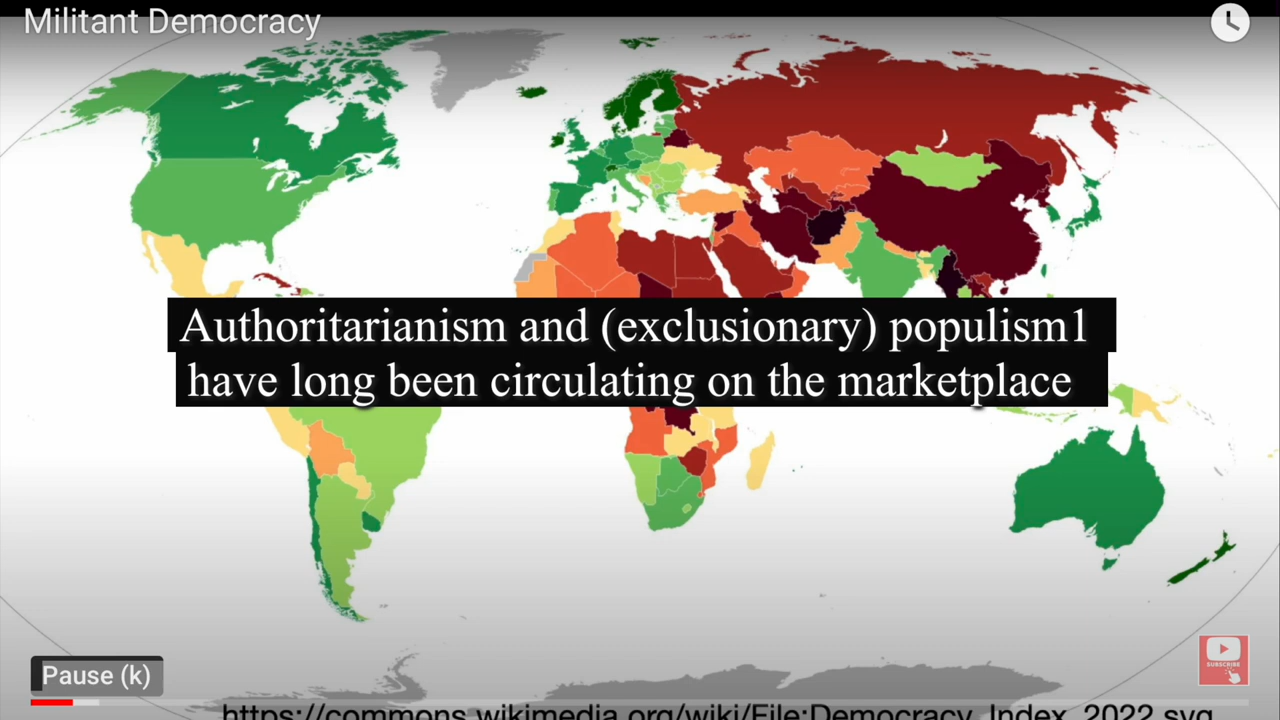 Militant Democracy
Authoritarianism and (exclusionary) populism1
have long been circulating on the marketplace
SUBSCRIBE
Pause (k)
https://commons.wikimedia.org/wiki/File:Democracy_Index_2022.svg